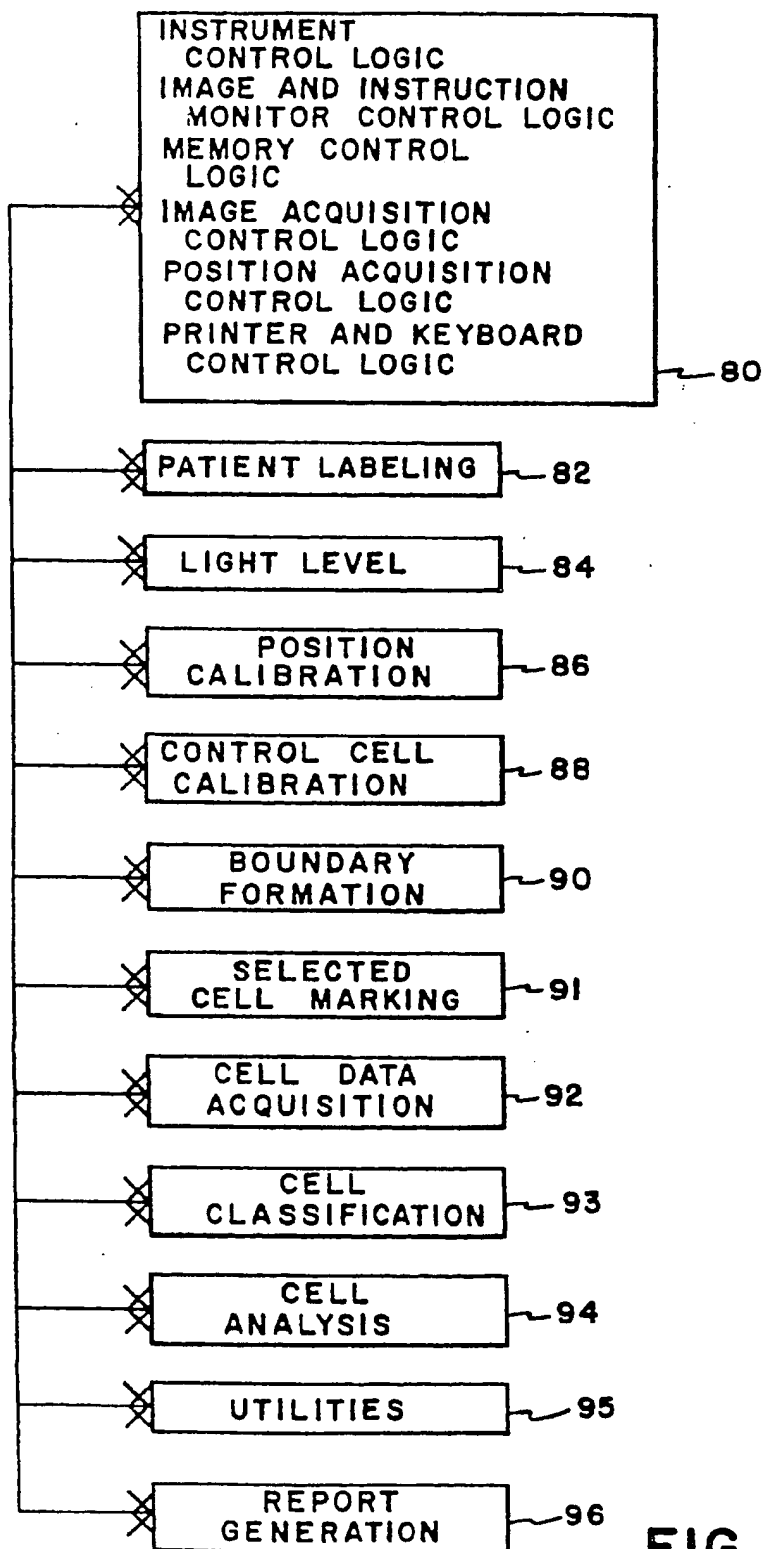 INSTRUMENT
CONTROL LOGIC
IMAGE AND INSTRUCTION
MONITOR CONTROL LOGIC
MEMORY CONTROL
LOGIC
IMAGE ACQUISITION
CONTROL LOGIC
POSITION ACQUISITION
CONTROL LOGIC
PRINTER AND KEYBOARD
CONTROL LOGIC
80
PATIENT LABELING
82
LIGHT LEVEL
84
POSITION
CALIBRATION
86
CONTROL CELL
CALIBRATION
88
BOUNDARY
FORMATION
90
SELECTED
CELL MARKING
91
CELL DATA
ACQUISITION
92
CELL
CLASSIFICATION
93
CELL
ANALYSIS
94
UTILITIES
95
REPORT
GENERATION
96
FIG